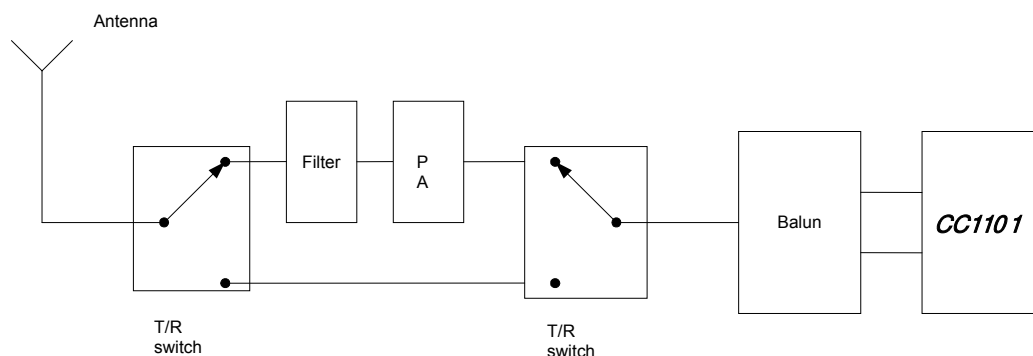 Antenna
Filter
P
A
Balun
CC1101
T/R
switch
T/R
switch